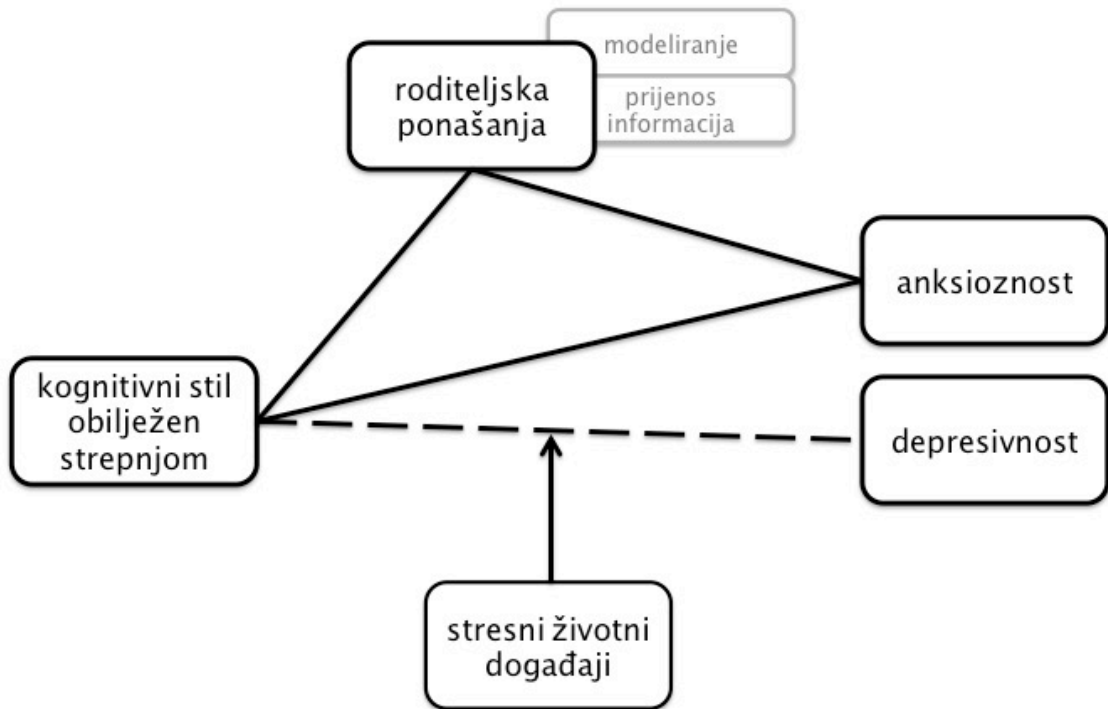 modeliranje
roditeljska
ponašanja
prijenos
informacija
anksioznost
kognitivni stil
obilježen
strepnjom
depresivnost
stresni životni
događaji